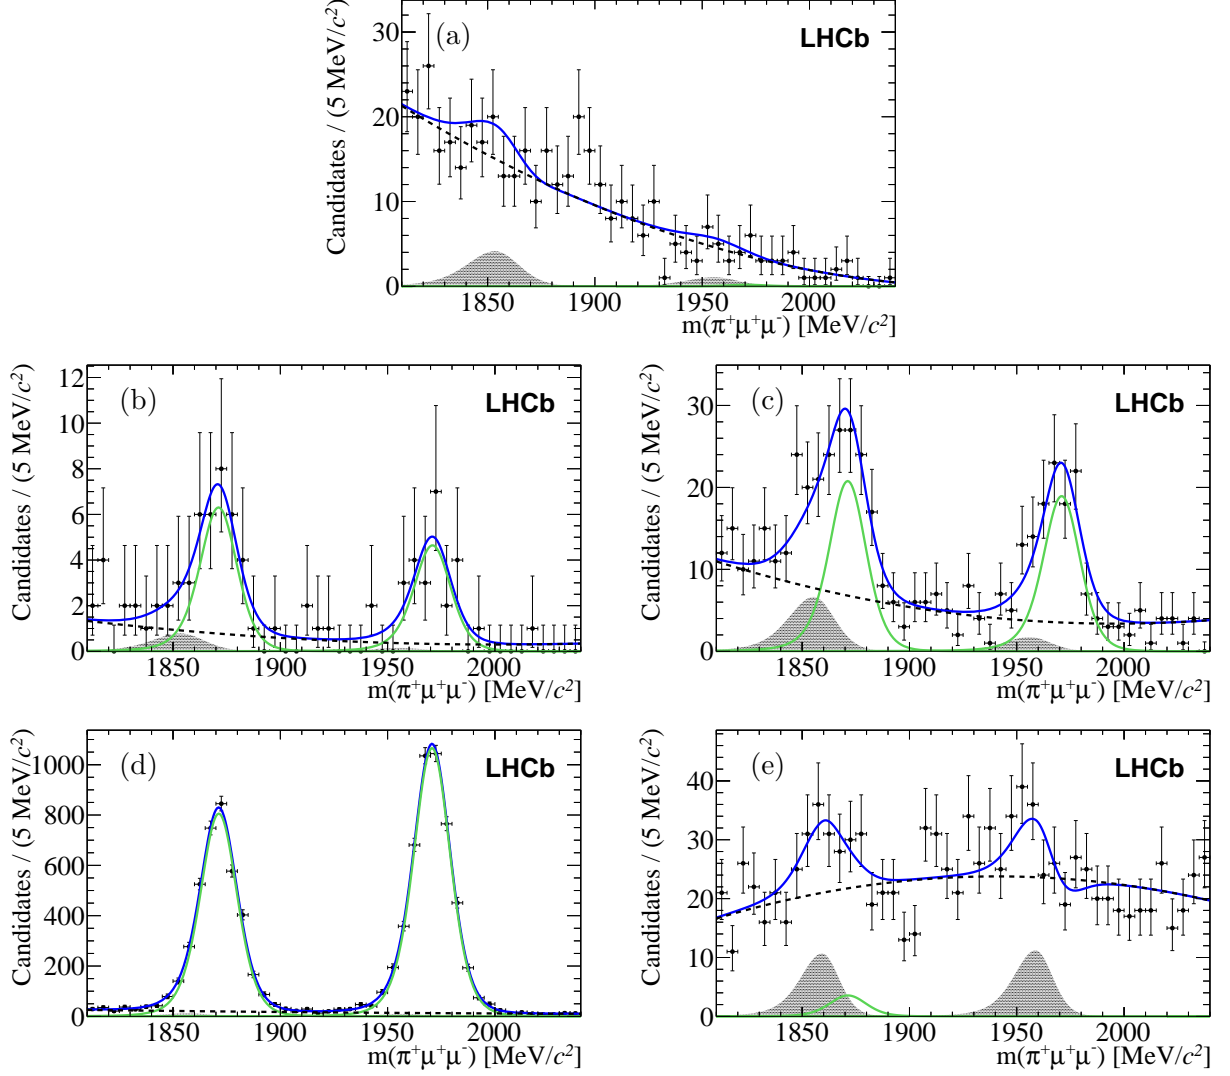 (a)
LHCb
Candidates / (5 MeV/c²)
30
20
10
0
1850 1900 1950 2000
m(π⁺μ⁺μ⁻) [MeV/c²]
(b)
LHCb
Candidates / (5 MeV/c²)
12
10
8
6
4
2
0
1850 1900 1950 2000
m(π⁺μ⁺μ⁻) [MeV/c²]
(c)
LHCb
Candidates / (5 MeV/c²)
30
20
10
0
1850 1900 1950 2000
m(π⁺μ⁺μ⁻) [MeV/c²]
(d)
LHCb
Candidates / (5 MeV/c²)
1000
800
600
400
200
0
1850 1900 1950 2000
m(π⁺μ⁺μ⁻) [MeV/c²]
(e)
LHCb
Candidates / (5 MeV/c²)
40
30
20
10
0
1850 1900 1950 2000
m(π⁺μ⁺μ⁻) [MeV/c²]